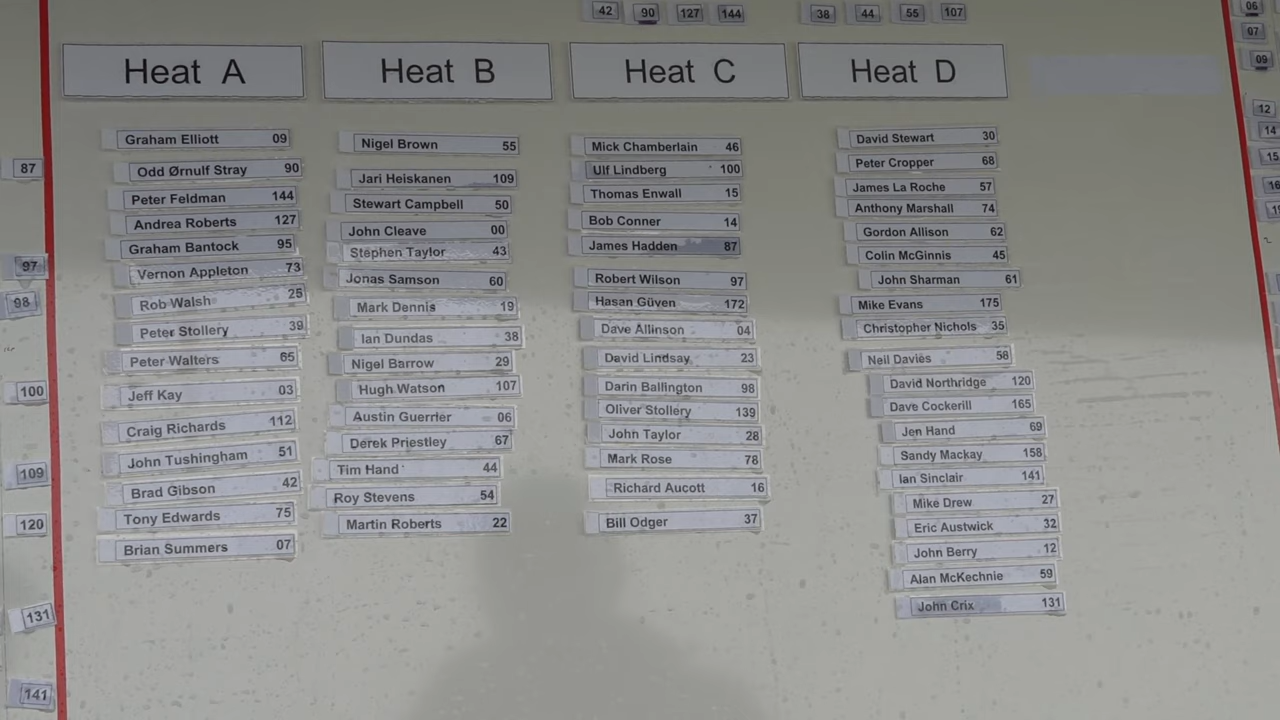 42 90 127 144 38 44 55 107
06
07
09
12
14
15
16
87
97
98
100
109
120
131
141
Heat A
Graham Elliott 09
Odd Ørnulf Stray 90
Peter Feldman 144
Andrea Roberts 127
Graham Bantock 95
Vernon Appleton 73
Rob Walsh 25
Peter Stollery 39
Peter Walters 65
Jeff Kay 03
Craig Richards 112
John Tushingham 51
Brad Gibson 42
Tony Edwards 75
Brian Summers 07
Heat B
Nigel Brown 55
Jari Heiskanen 109
Stewart Campbell 50
John Cleave 00
Stephen Taylor 43
Jonas Samson 60
Mark Dennis 19
Ian Dundas 38
Nigel Barrow 29
Hugh Watson 107
Austin Guerrier 06
Derek Priestley 67
Tim Hand 44
Roy Stevens 54
Martin Roberts 22
Heat C
Mick Chamberlain 46
Ulf Lindberg 100
Thomas Enwall 15
Bob Conner 14
James Hadden 87
Robert Wilson 97
Hasan Güven 172
Dave Allinson 04
David Lindsay 23
Darin Ballington 98
Oliver Stollery 139
John Taylor 28
Mark Rose 78
Richard Aucott 16
Bill Odger 37
Heat D
David Stewart 30
Peter Cropper 68
James La Roche 57
Anthony Marshall 74
Gordon Allison 62
Colin McGinnis 45
John Sharman 61
Mike Evans 175
Christopher Nichols 35
Neil Davies 58
David Northridge 120
Dave Cockerill 165
Jen Hand 69
Sandy Mackay 158
Ian Sinclair 141
Mike Drew 27
Eric Austwick 32
John Berry 12
Alan McKechnie 59
John Crix 131